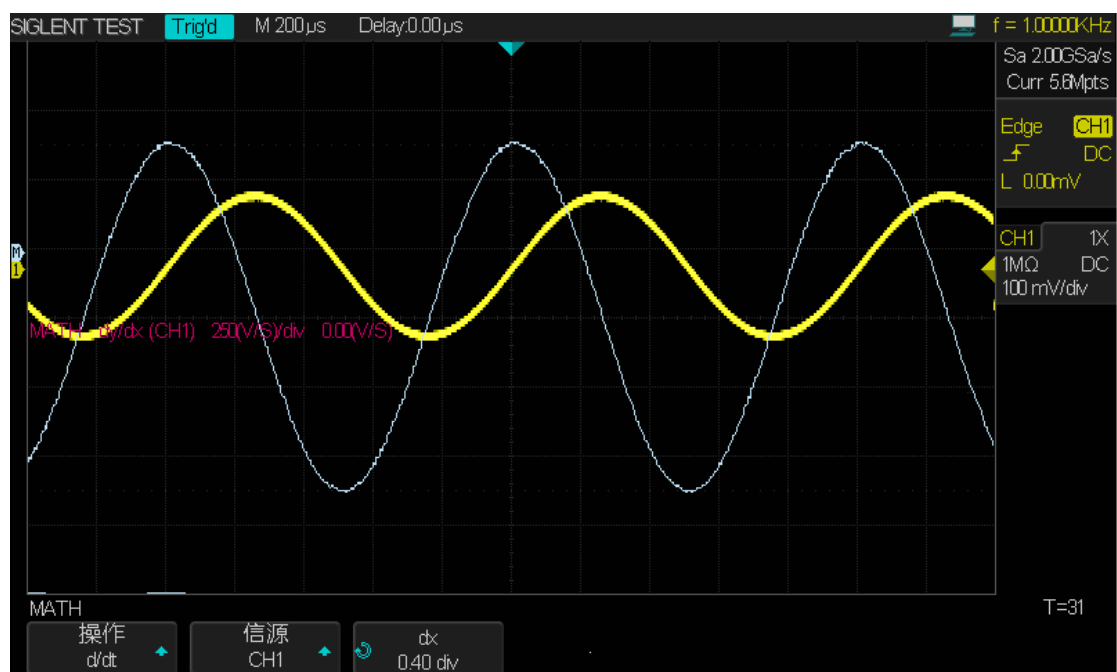 SIGLENT TEST Trig'd M 200µs Delay:0.00µs f = 1.00000KHz
Sa 2.00GSa/s
Curr 5.6Mpts
Edge CH1
DC
L 0.00mV
M
1
CH1 1X
1MΩ DC
100 mV/div
MATH dy/dx (CH1) 250(V/S)/div 0.00(V/S)
MATH T=31
操作 信源 dx
d/dt CH1 0.40 div